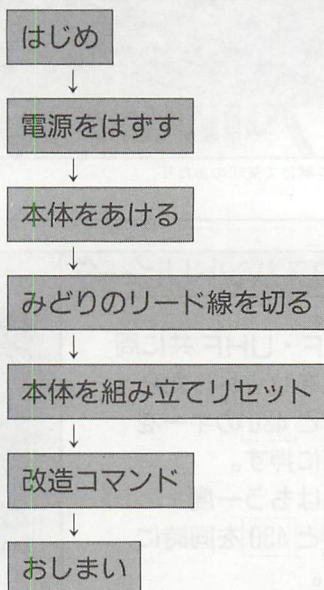 はじめ
↓
電源をはずす
↓
本体をあける
↓
みどりのリード線を切る
↓
本体を組み立てリセット
↓
改造コマンド
↓
おしまい